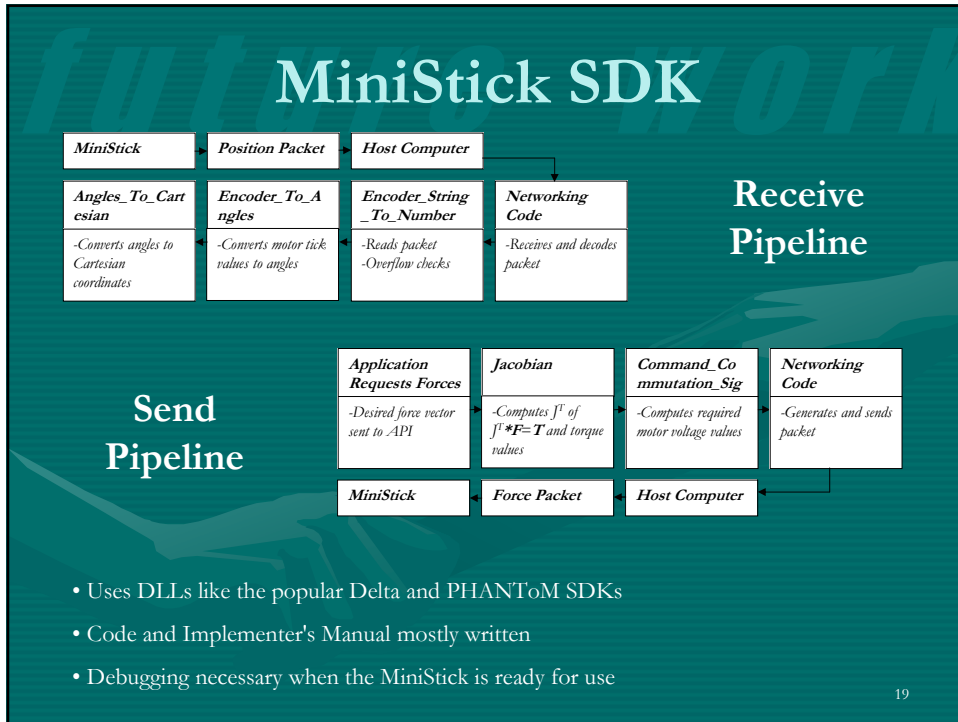 future work
MiniStick SDK
MiniStick
Position Packet
Host Computer
Angles_To_Cart
esian
-Converts angles to
Cartesian
coordinates
Encoder_To_A
ngles
-Converts motor tick
values to angles
Encoder_String
_To_Number
-Reads packet
-Overflow checks
Networking
Code
-Receives and decodes
packet
Receive
Pipeline
Send
Pipeline
Application
Requests Forces
-Desired force vector
sent to API
Jacobian
-Computes Jᵀ of
Jᵀ*F=T and torque
values
Command_Co
mmutation_Sig
-Computes required
motor voltage values
Networking
Code
-Generates and sends
packet
MiniStick
Force Packet
Host Computer
• Uses DLLs like the popular Delta and PHANToM SDKs
• Code and Implementer's Manual mostly written
• Debugging necessary when the MiniStick is ready for use
19